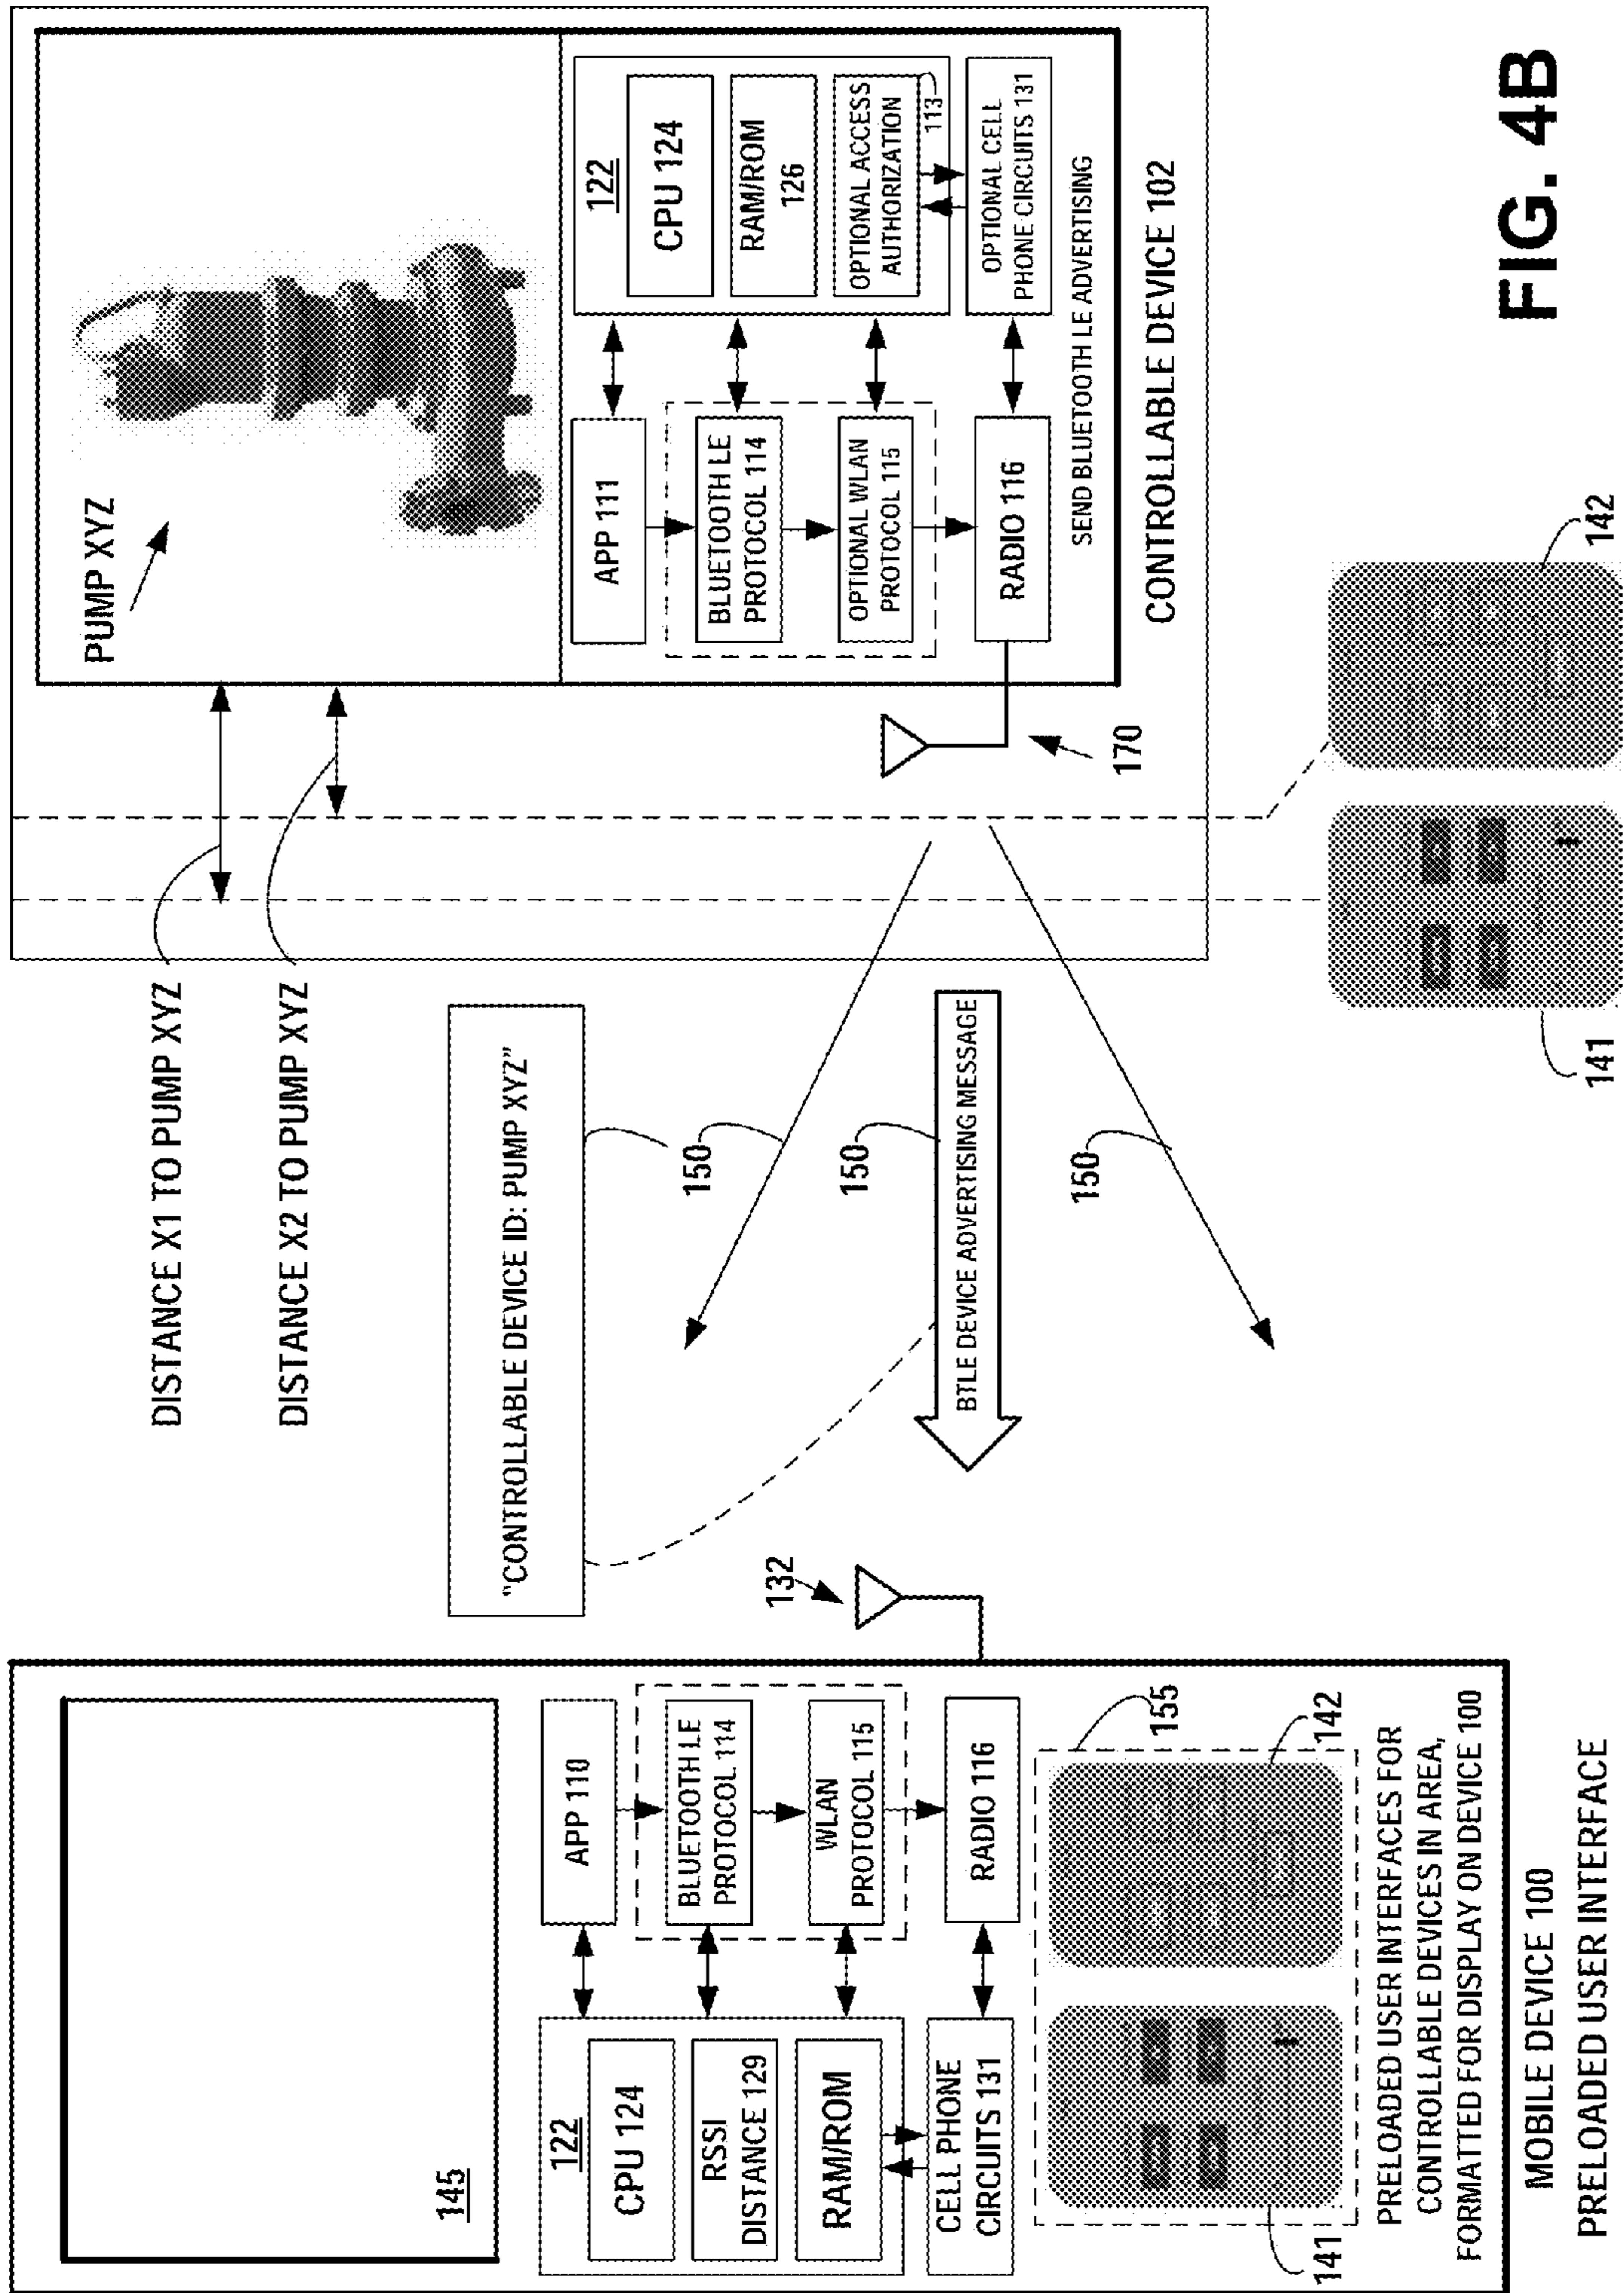 145
122
CPU 124
RSSI
DISTANCE 129
RAM/ROM
CELL PHONE
CIRCUITS 131
APP 110
BLUETOOTH LE
PROTOCOL 114
WLAN
PROTOCOL 115
RADIO 116
132
155
141
142
PRELOADED USER INTERFACES FOR
CONTROLLABLE DEVICES IN AREA,
FORMATTED FOR DISPLAY ON DEVICE 100
MOBILE DEVICE 100
PRELOADED USER INTERFACE
DISTANCE X1 TO PUMP XYZ
DISTANCE X2 TO PUMP XYZ
"CONTROLLABLE DEVICE ID: PUMP XYZ"
150
150
BTLE DEVICE ADVERTISING MESSAGE
150
PUMP XYZ
APP 111
BLUETOOTH LE
PROTOCOL 114
OPTIONAL WLAN
PROTOCOL 115
RADIO 116
122
CPU 124
RAM/ROM
126
OPTIONAL ACCESS
AUTHORIZATION
113
OPTIONAL CELL
PHONE CIRCUITS 131
SEND BLUETOOTH LE ADVERTISING
170
CONTROLLABLE DEVICE 102
141
142
FIG. 4B